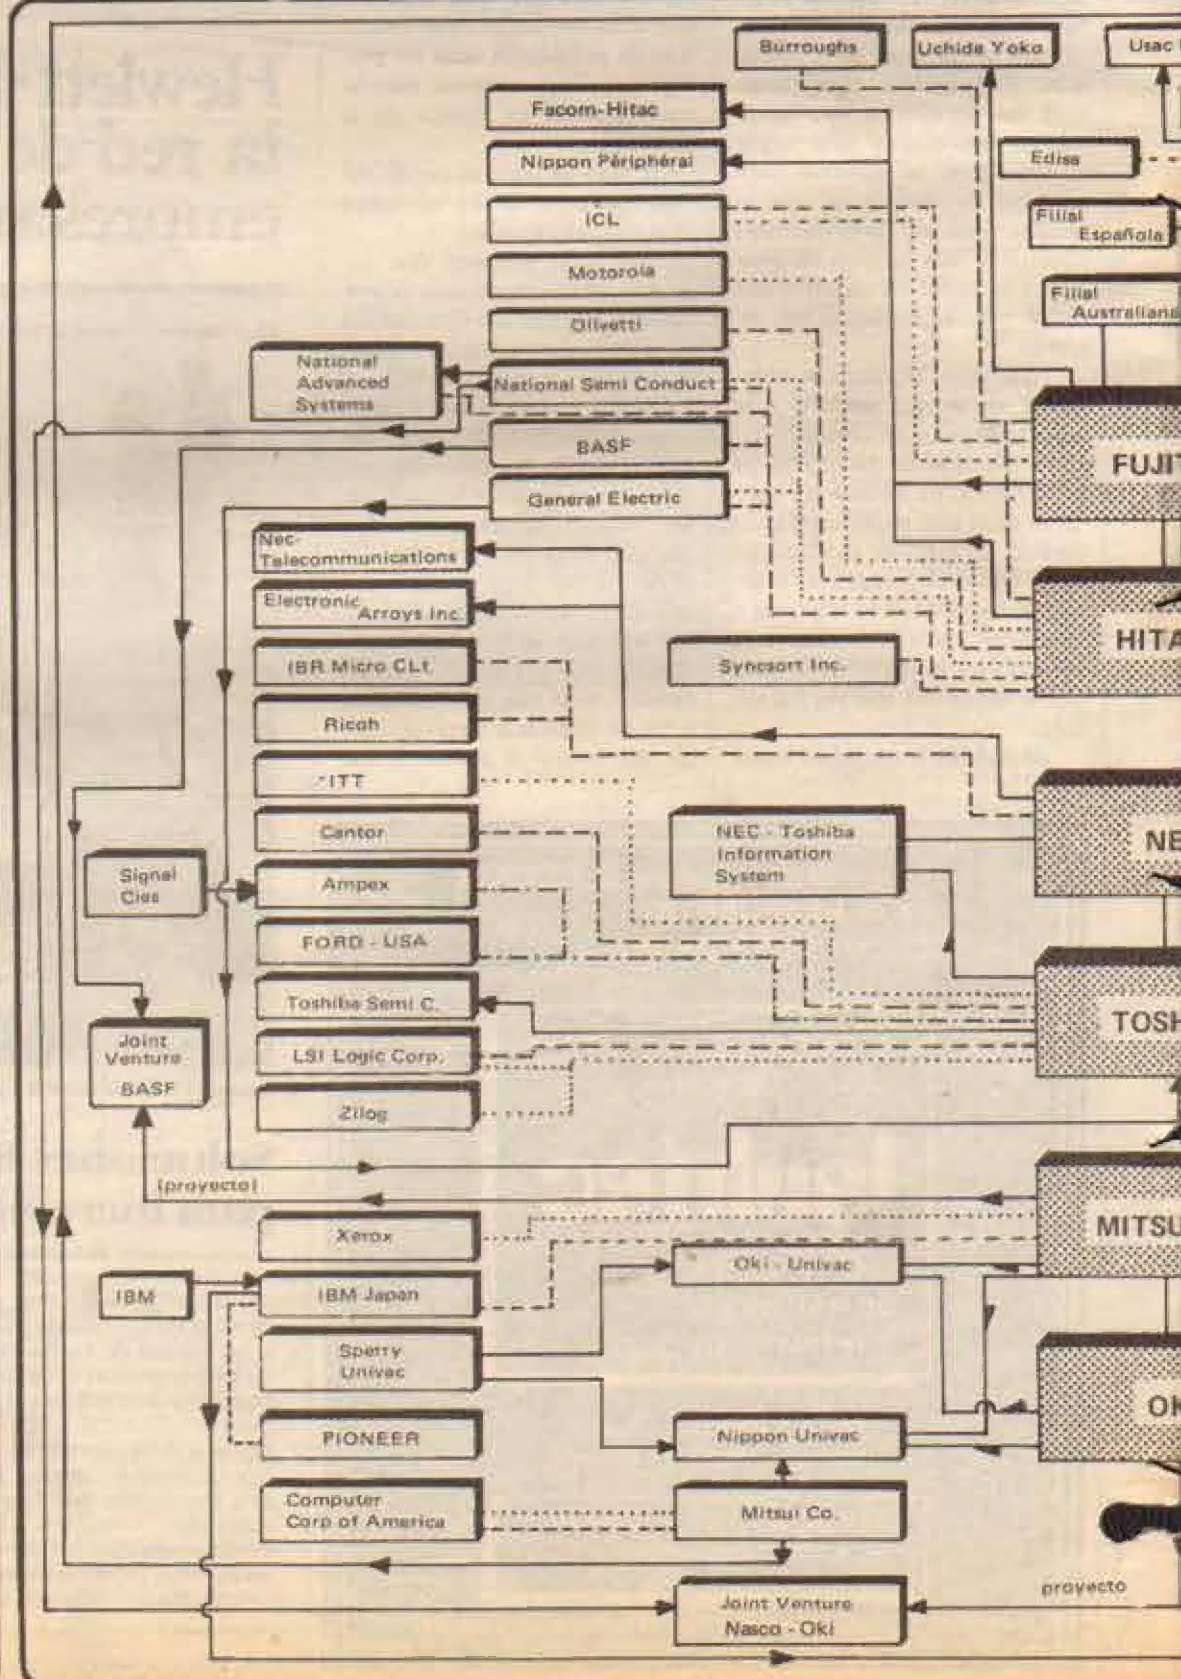 Burroughs
Uchida Yoko
Usac
Facom-Hitac
Nippon Péripheral
Edisa
ICL
Filial
Española
Motorola
Filial
Australiana
Olivetti
National
Advanced
Systems
National Semi Conduct
BASF
FUJIT
General Electric
Nec-
Telecommunications
Electronic
Arroys Inc.
IBR Micro CLt.
Syncsort Inc.
HITA
Ricoh
ITT
Cantor
NEC - Toshiba
Information
System
NE
Signal
Cies
Ampex
FORD - USA
Toshiba Semi C.
TOSH
Joint
Venture
BASF
LSI Logic Corp.
Zilog
(proyecto)
MITSU
Xerox
Oki - Univac
IBM
IBM Japan
Sperry
Univac
OK
PIONEER
Nippon Univac
Computer
Corp of America
Mitsui Co.
proyecto
Joint Venture
Nasco - Oki